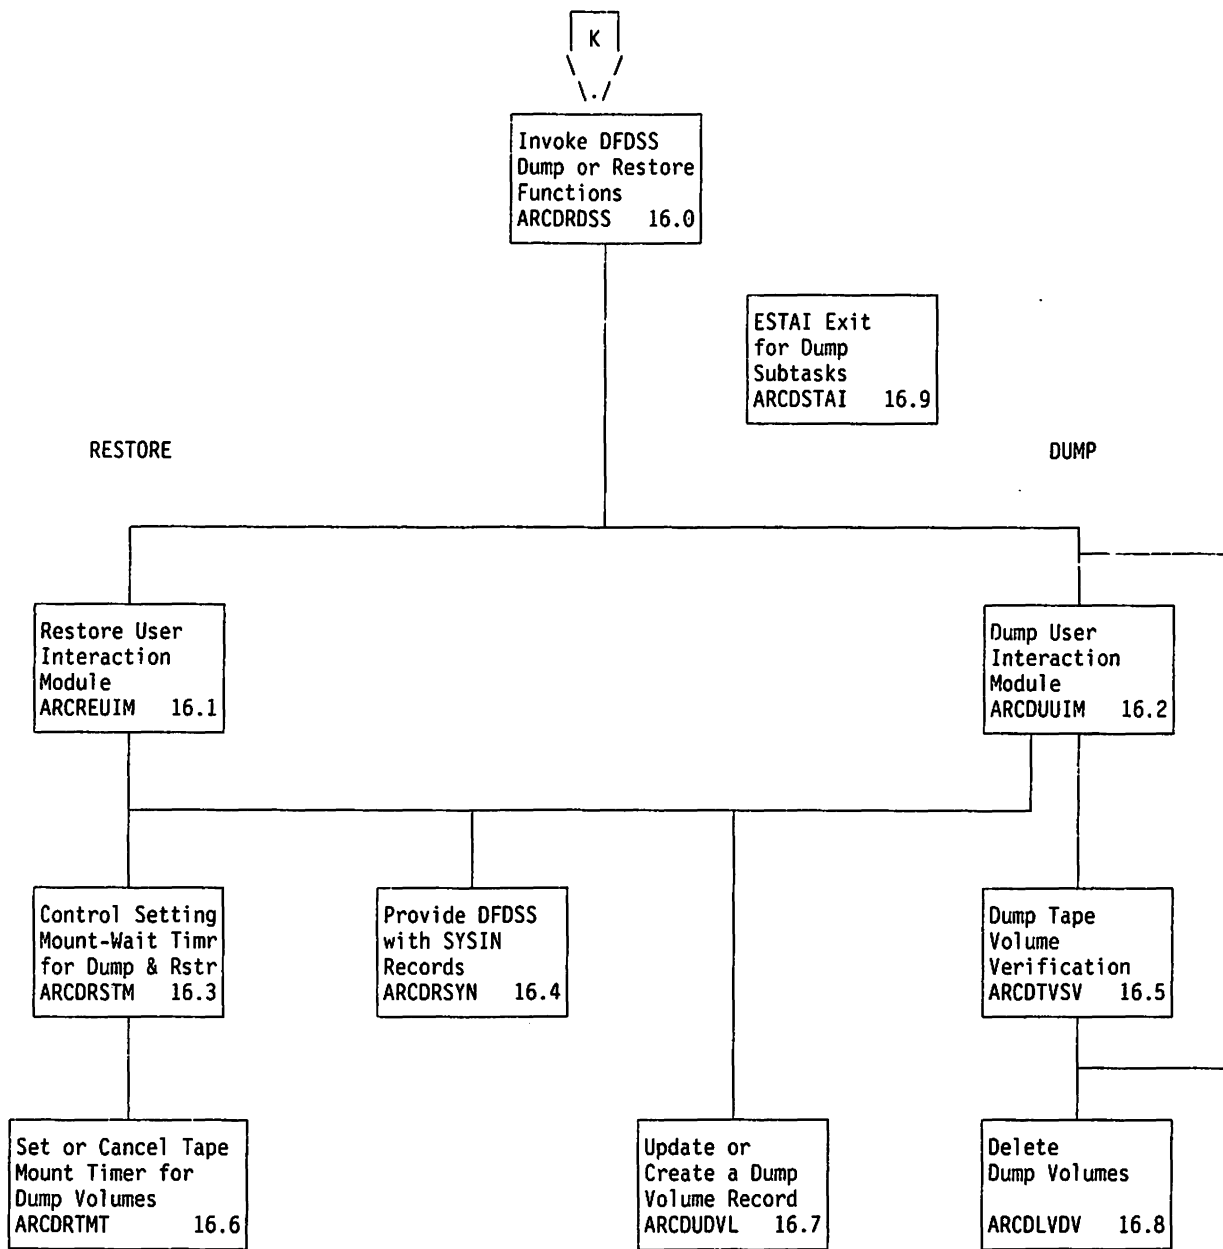 K
Invoke DFDSS
Dump or Restore
Functions
ARCDRDSS 16.0
ESTAI Exit
for Dump
Subtasks
ARCDSTAI 16.9
RESTORE
DUMP
Restore User
Interaction
Module
ARCREUIM 16.1
Dump User
Interaction
Module
ARCDUUIM 16.2
Control Setting
Mount-Wait Timr
for Dump & Rstr
ARCDRSTM 16.3
Provide DFDSS
with SYSIN
Records
ARCDRSYN 16.4
Dump Tape
Volume
Verification
ARCDTVSV 16.5
Set or Cancel Tape
Mount Timer for
Dump Volumes
ARCDRTMT 16.6
Update or
Create a Dump
Volume Record
ARCDUDVL 16.7
Delete
Dump Volumes
ARCDLVDV 16.8